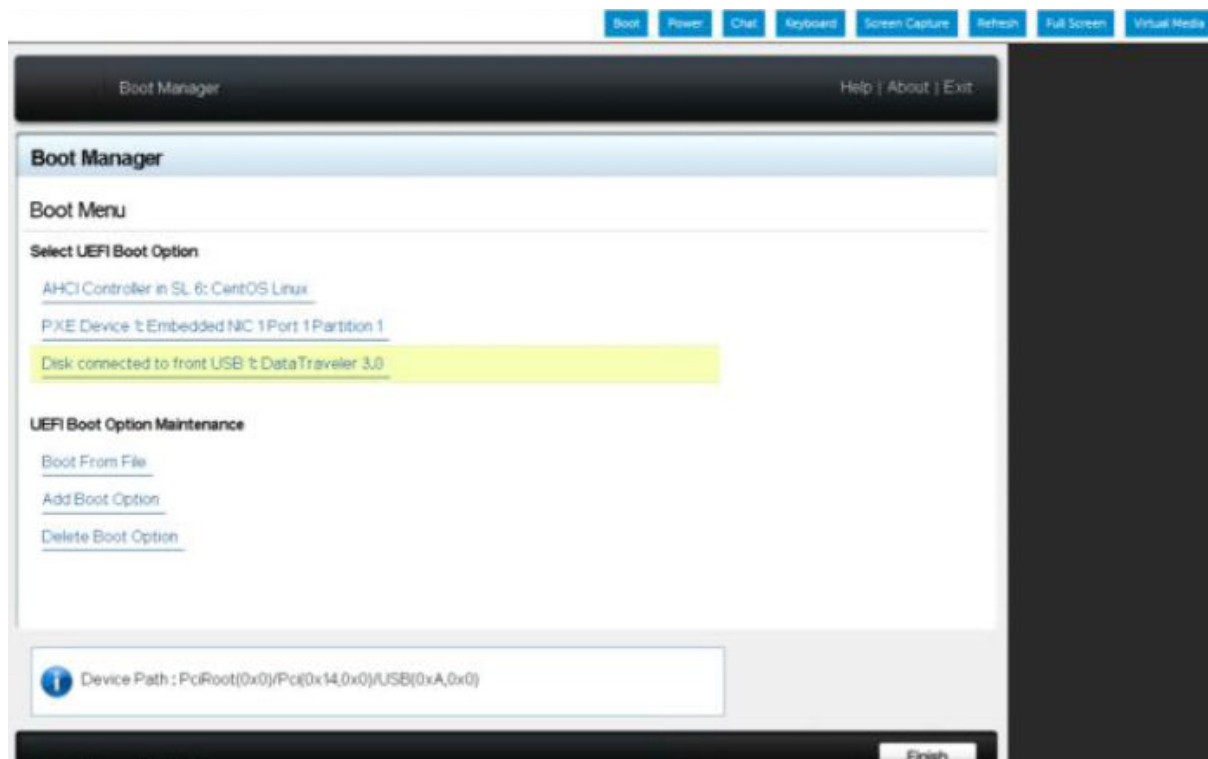 Boot Power Chat Keyboard Screen Capture Refresh Full Screen Virtual Media
Boot Manager Help | About | Exit
Boot Manager
Boot Menu
Select UEFI Boot Option
AHCI Controller in SL 6: CentOS Linux
PXE Device 1: Embedded NIC 1 Port 1 Partition 1
Disk connected to front USB 1: DataTraveler 3.0
UEFI Boot Option Maintenance
Boot From File
Add Boot Option
Delete Boot Option
Device Path : PciRoot(0x0)/Pci(0x14,0x0)/USB(0xA,0x0)
Finish